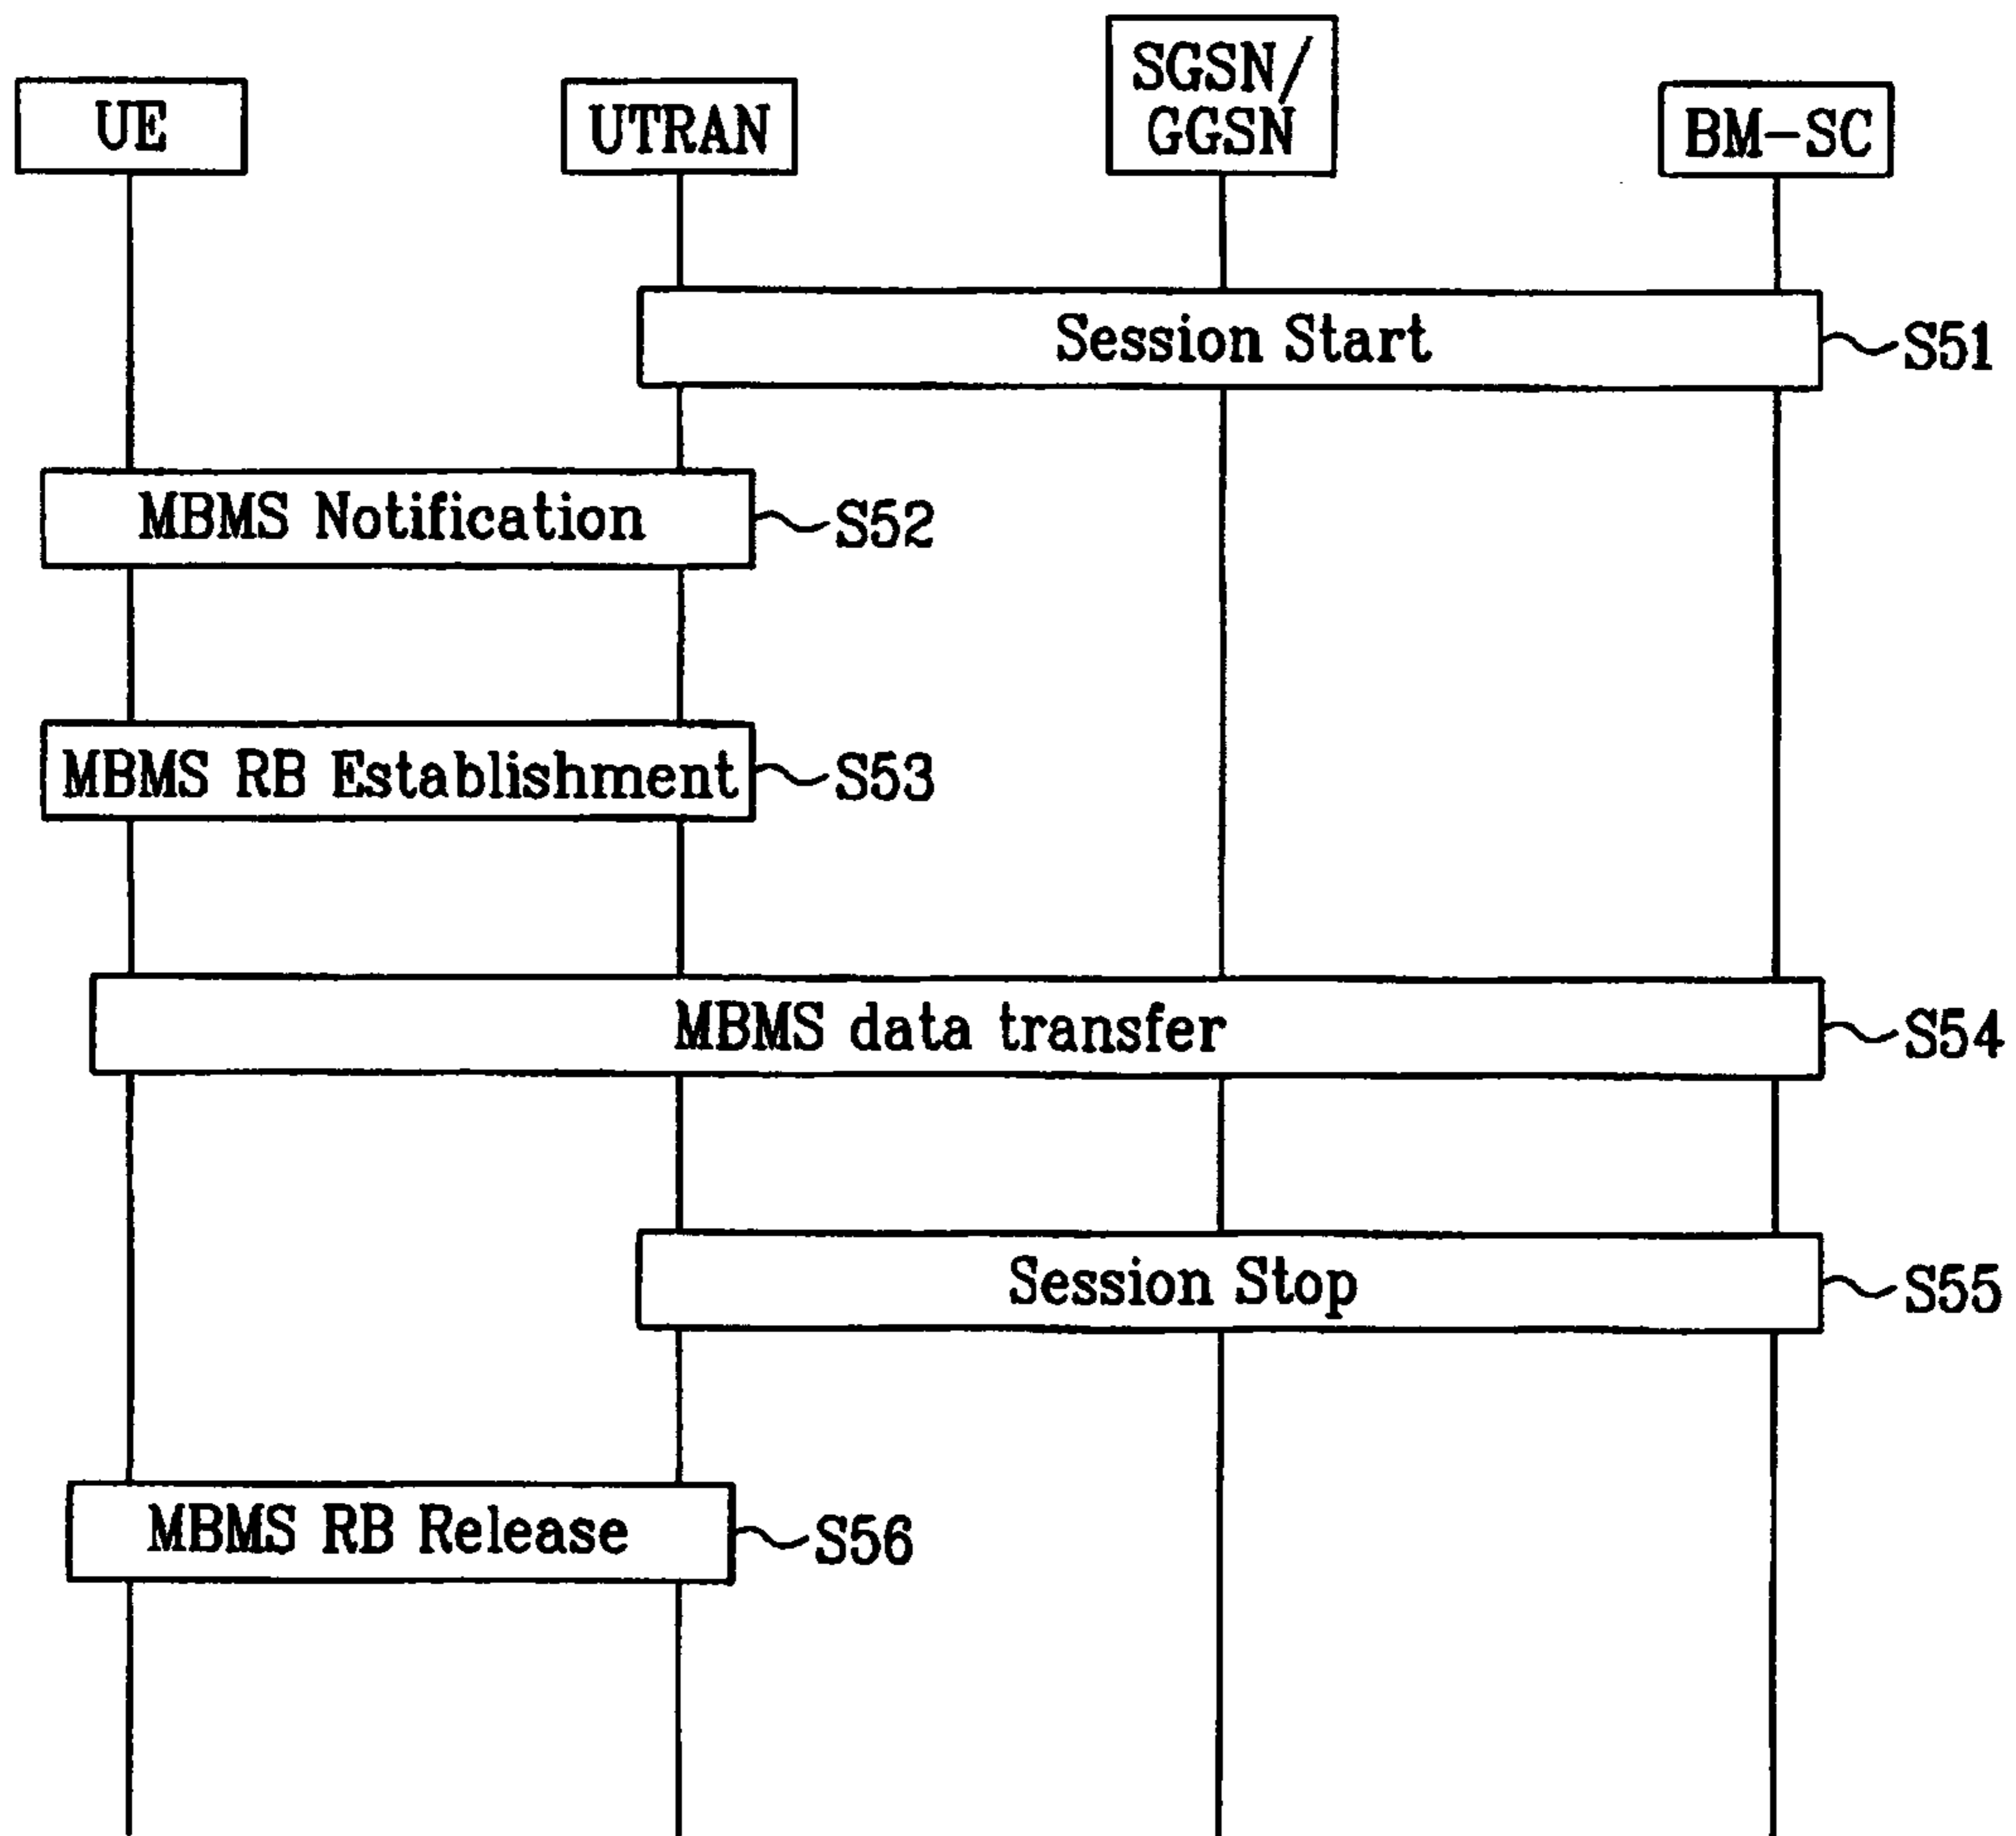 UE
UTRAN
SGSN/
GGSN
BM-SC
Session Start
S51
MBMS Notification
S52
MBMS RB Establishment
S53
MBMS data transfer
S54
Session Stop
S55
MBMS RB Release
S56